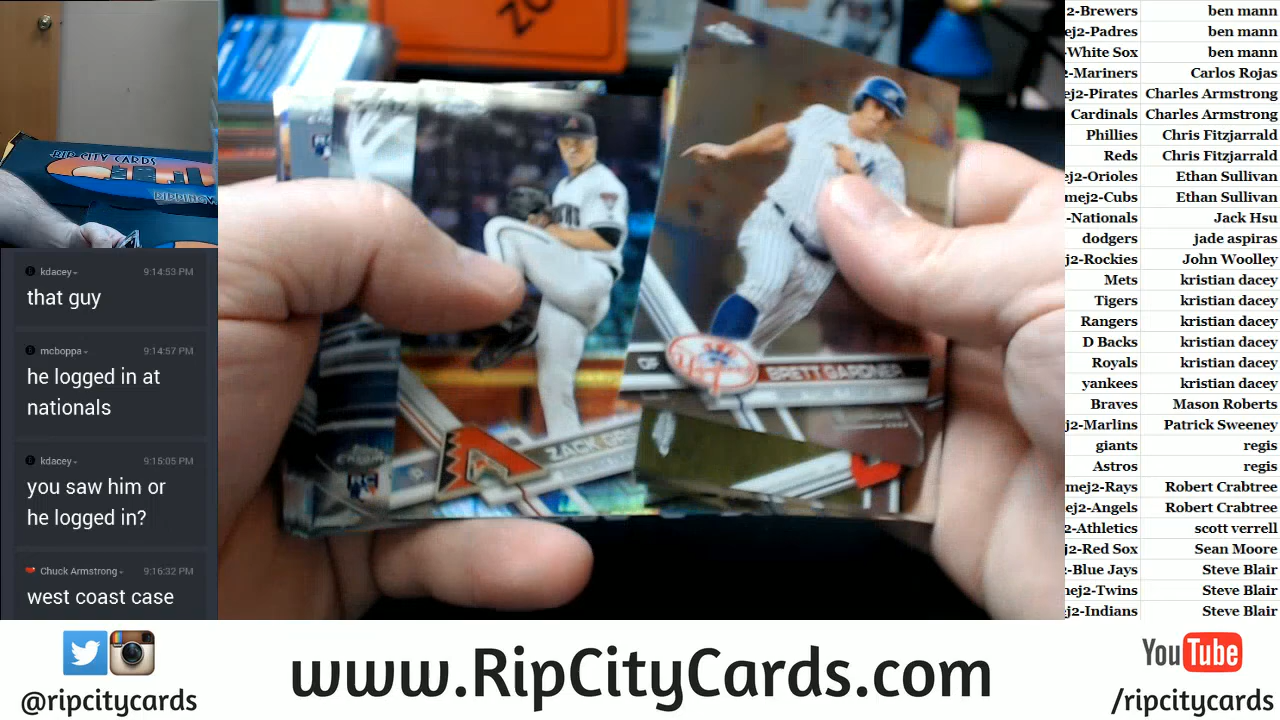 RIP CITY CARDS
kdacey
9:14:53 PM
that guy
mcboppa
9:14:57 PM
he logged in at
nationals
kdacey
9:15:05 PM
you saw him or
he logged in?
Chuck Armstrong
9:16:32 PM
west coast case
OF
BRETT GARDNER
ZACK
RC
2-Brewers ben mann
ej2-Padres ben mann
-White Sox ben mann
2-Mariners Carlos Rojas
ej2-Pirates Charles Armstrong
Cardinals Charles Armstrong
Phillies Chris Fitzjarrald
Reds Chris Fitzjarrald
ej2-Orioles Ethan Sullivan
mej2-Cubs Ethan Sullivan
-Nationals Jack Hsu
dodgers jade aspiras
j2-Rockies John Woolley
Mets kristian dacey
Tigers kristian dacey
Rangers kristian dacey
D Backs kristian dacey
Royals kristian dacey
yankees kristian dacey
Braves Mason Roberts
ej2-Marlins Patrick Sweeney
giants regis
Astros regis
mej2-Rays Robert Crabtree
ej2-Angels Robert Crabtree
2-Athletics scott verrell
j2-Red Sox Sean Moore
2-Blue Jays Steve Blair
nej2-Twins Steve Blair
ej2-Indians Steve Blair
@ripcitycards
www.RipCityCards.com
YouTube
/ripcitycards